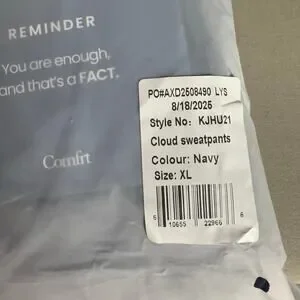 REMINDER
You are enough,
and that's a FACT.
Comfrt
PO#AXD2508490 LYS
8/18/2025
Style No: KJHU21
Cloud sweatpants
Colour: Navy
Size: XL
6 10655 22966 6